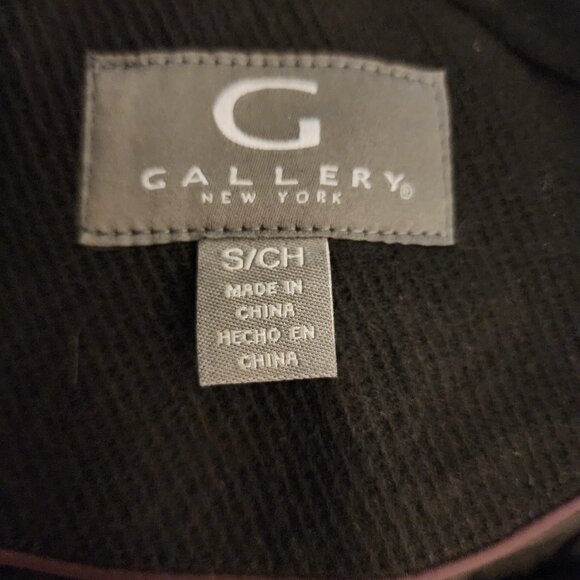 G
GALLERY®
NEW YORK
S/CH
MADE IN
CHINA
HECHO EN
CHINA